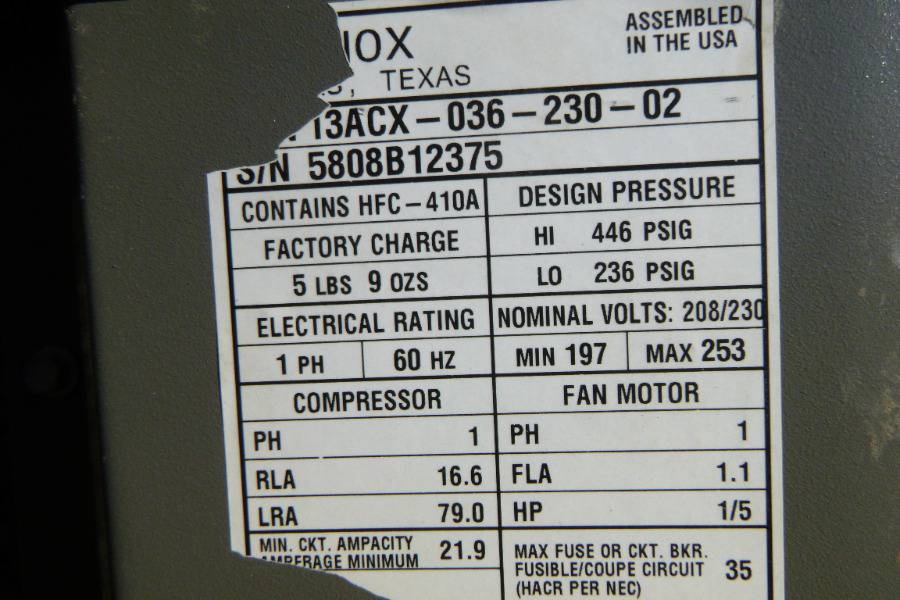 OX
ASSEMBLED
IN THE USA
, TEXAS
13ACX-036-230-02
S/N 5808B12375
CONTAINS HFC-410A
DESIGN PRESSURE
FACTORY CHARGE
HI 446 PSIG
5 LBS 9 OZS
LO 236 PSIG
ELECTRICAL RATING
NOMINAL VOLTS: 208/230
1 PH 60 HZ
MIN 197 MAX 253
COMPRESSOR
FAN MOTOR
PH 1
PH 1
RLA 16.6
FLA 1.1
LRA 79.0
HP 1/5
MIN. CKT. AMPACITY
AMPERAGE MINIMUM 21.9
MAX FUSE OR CKT. BKR.
FUSIBLE/COUPE CIRCUIT 35
(HACR PER NEC)